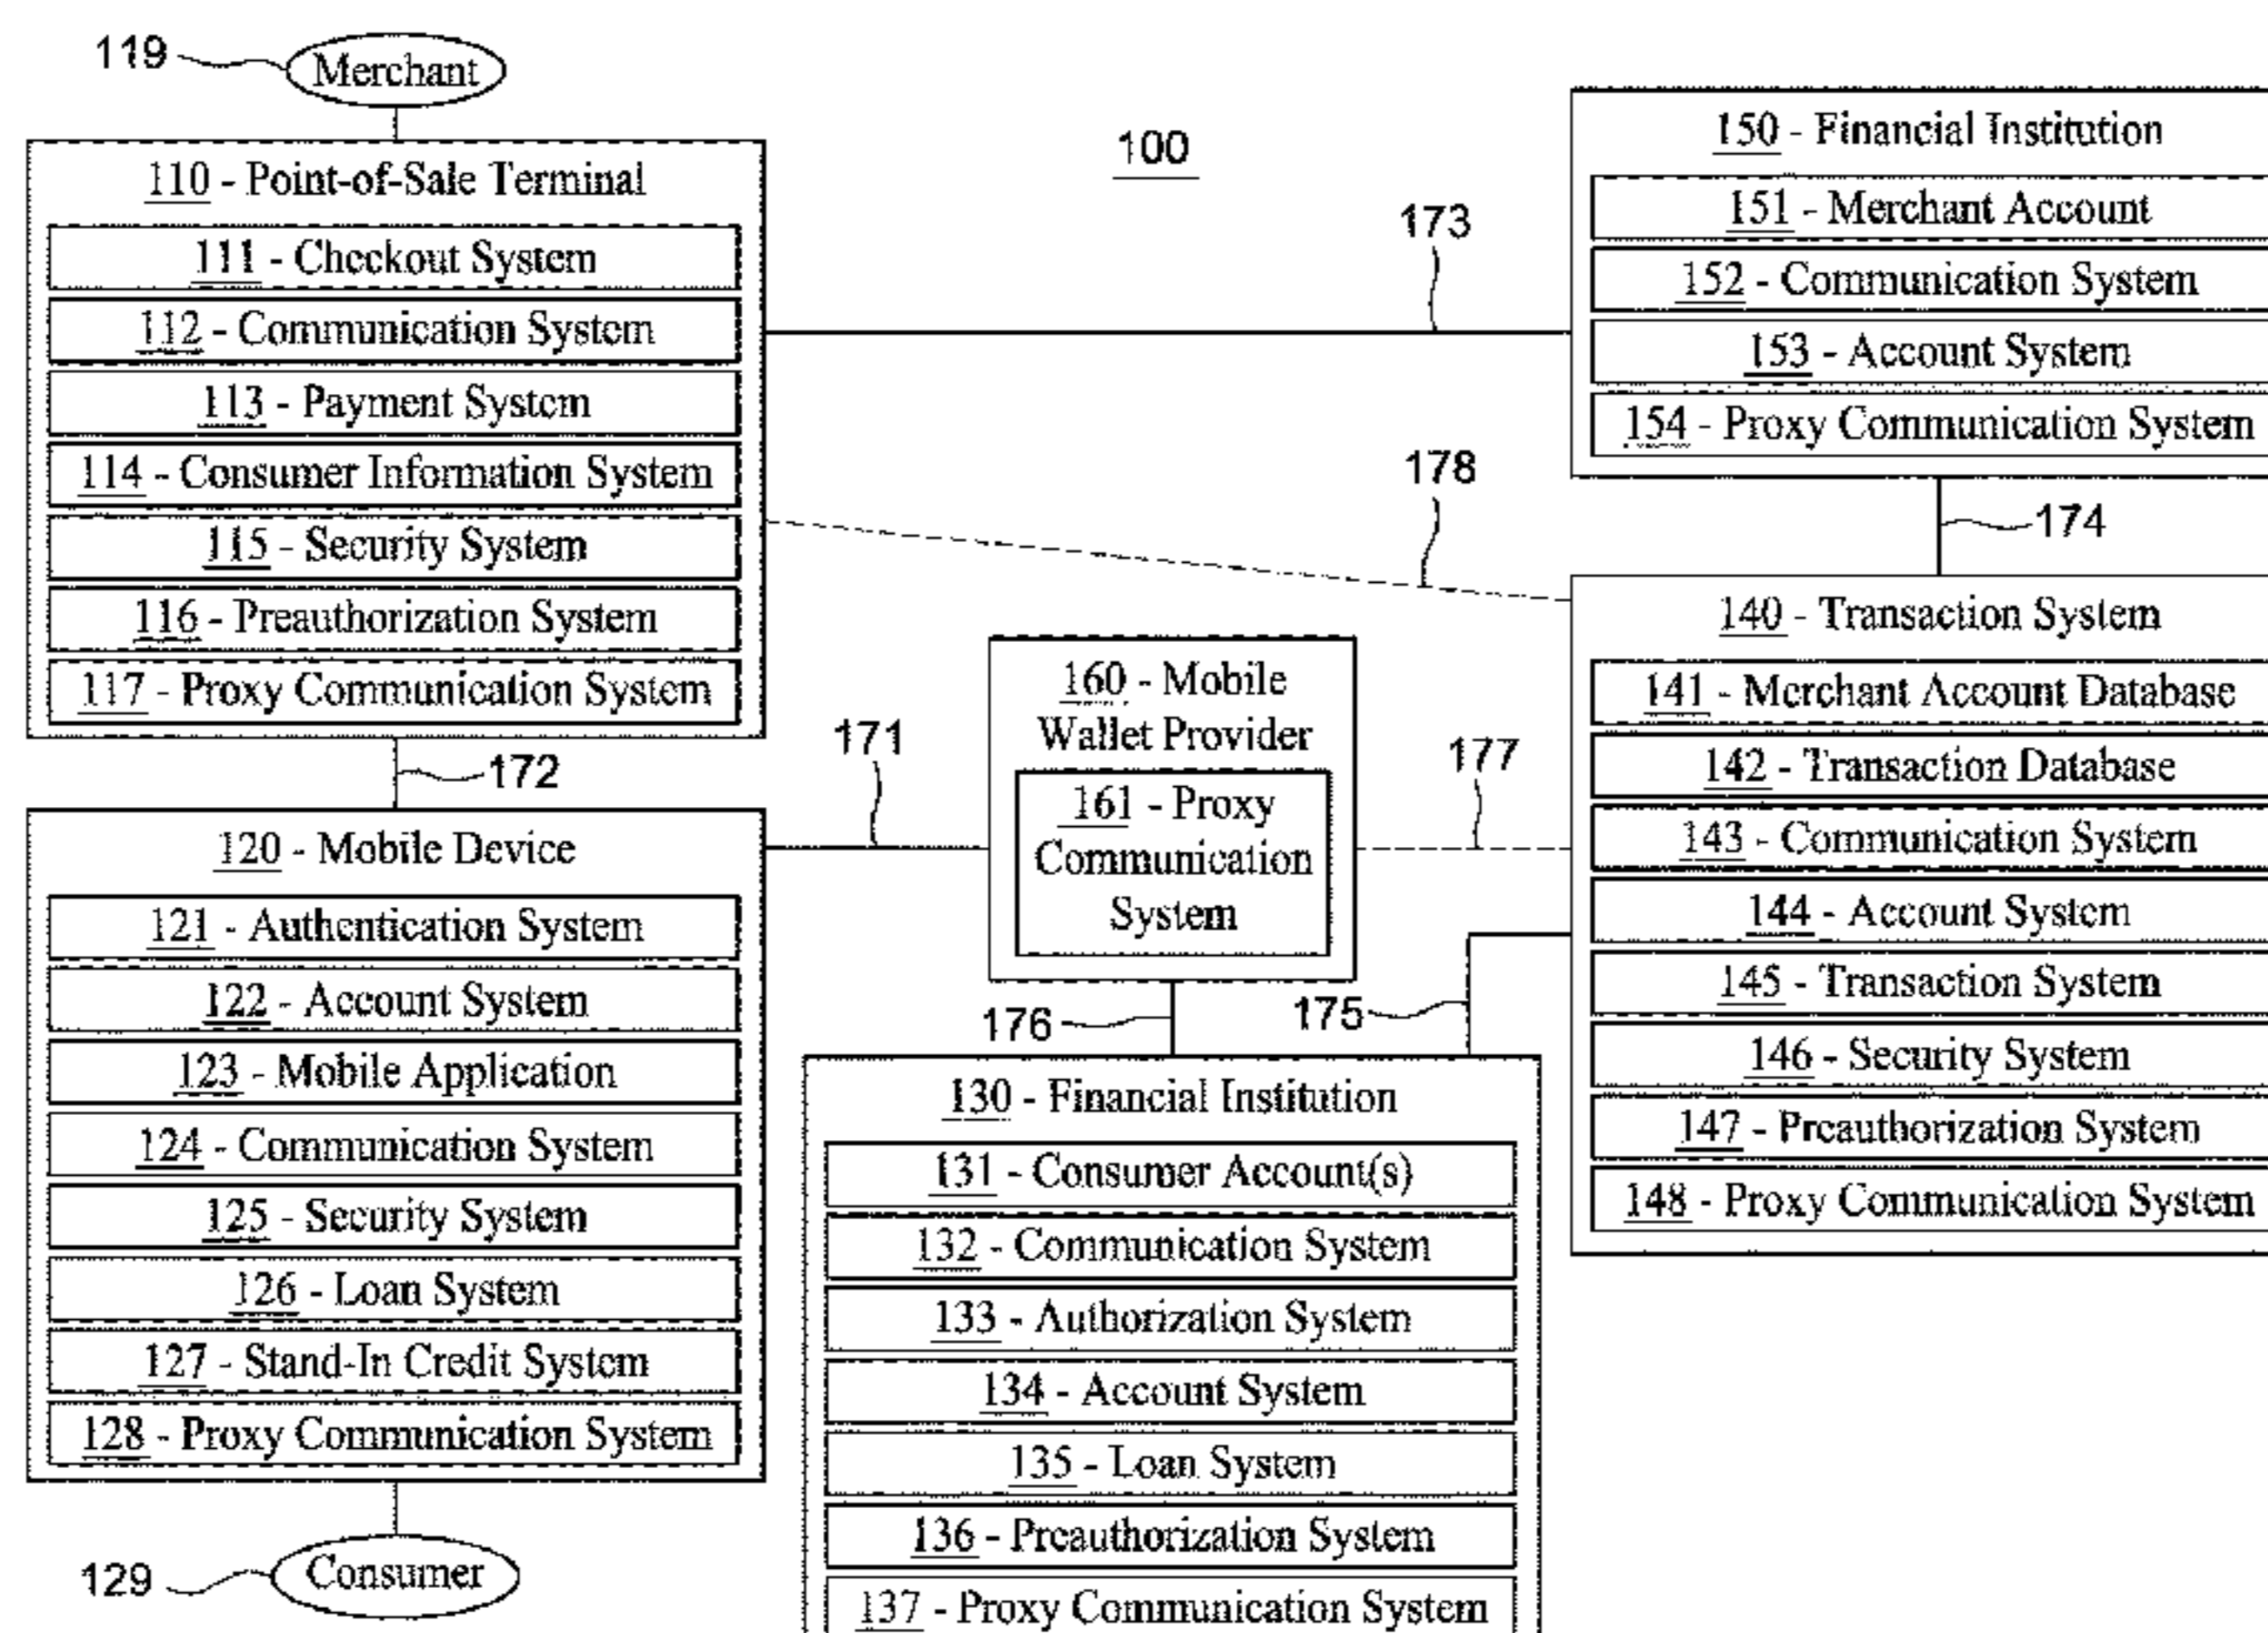 119
Merchant
110 - Point-of-Sale Terminal
111 - Checkout System
112 - Communication System
113 - Payment System
114 - Consumer Information System
115 - Security System
116 - Preauthorization System
117 - Proxy Communication System
172
120 - Mobile Device
121 - Authentication System
122 - Account System
123 - Mobile Application
124 - Communication System
125 - Security System
126 - Loan System
127 - Stand-In Credit System
128 - Proxy Communication System
129
Consumer
100
173
178
171
160 - Mobile
Wallet Provider
161 - Proxy
Communication
System
177
176
175
130 - Financial Institution
131 - Consumer Account(s)
132 - Communication System
133 - Authorization System
134 - Account System
135 - Loan System
136 - Preauthorization System
137 - Proxy Communication System
150 - Financial Institution
151 - Merchant Account
152 - Communication System
153 - Account System
154 - Proxy Communication System
174
140 - Transaction System
141 - Merchant Account Database
142 - Transaction Database
143 - Communication System
144 - Account System
145 - Transaction System
146 - Security System
147 - Preauthorization System
148 - Proxy Communication System